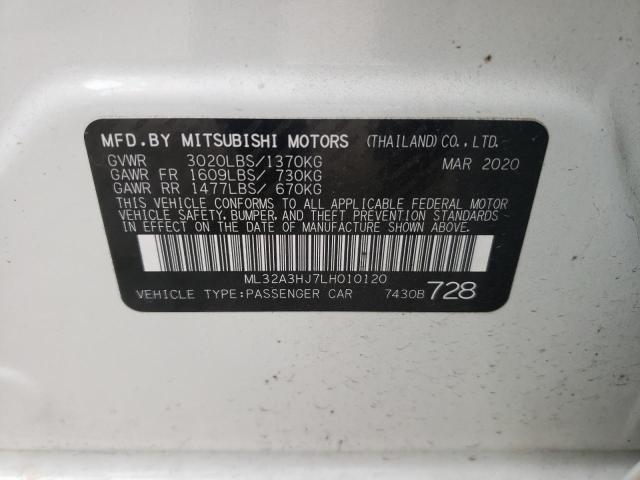 MFD.BY MITSUBISHI MOTORS (THAILAND) CO., LTD.
GVWR 3020LBS/1370KG MAR 2020
GAWR FR 1609LBS/ 730KG
GAWR RR 1477LBS/ 670KG
THIS VEHICLE CONFORMS TO ALL APPLICABLE FEDERAL MOTOR
VEHICLE SAFETY, BUMPER, AND THEFT PREVENTION STANDARDS
IN EFFECT ON THE DATE OF MANUFACTURE SHOWN ABOVE.
ML32A3HJ7LH010120
VEHICLE TYPE:PASSENGER CAR 7430B 728